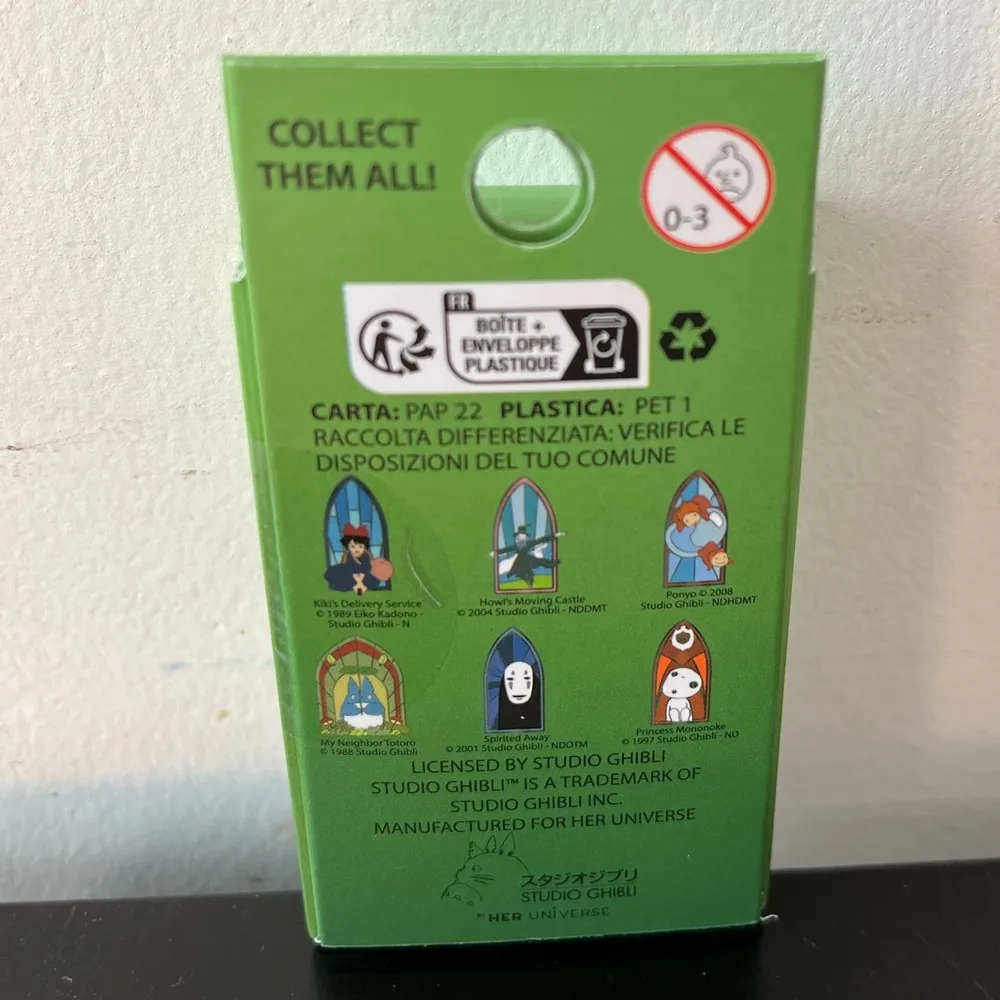 COLLECT
THEM ALL!
0-3
FR
BOÎTE +
ENVELOPPE
PLASTIQUE
CARTA: PAP 22 PLASTICA: PET 1
RACCOLTA DIFFERENZIATA: VERIFICA LE
DISPOSIZIONI DEL TUO COMUNE
Kiki's Delivery Service
© 1989 Eiko Kadono -
Studio Ghibli - N
Howl's Moving Castle
© 2004 Studio Ghibli - NDDMT
Ponyo © 2008
Studio Ghibli - NDHDMT
My Neighbor Totoro
© 1988 Studio Ghibli
Spirited Away
© 2001 Studio Ghibli - NDDTM
Princess Mononoke
© 1997 Studio Ghibli - ND
LICENSED BY STUDIO GHIBLI
STUDIO GHIBLI™ IS A TRADEMARK OF
STUDIO GHIBLI INC.
MANUFACTURED FOR HER UNIVERSE
スタジオジブリ
STUDIO GHIBLI
BY HER UNIVERSE